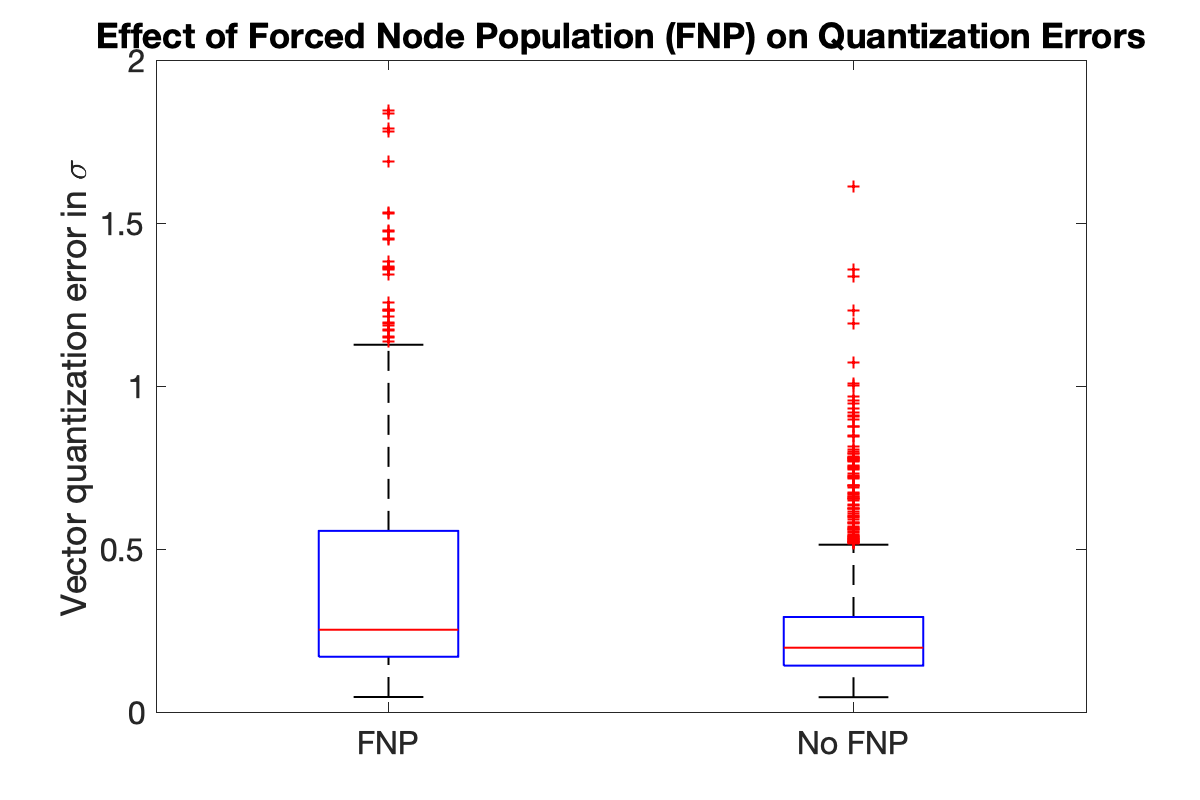 Effect of Forced Node Population (FNP) on Quantization Errors
Vector quantization error in σ
2
1.5
1
0.5
0
FNP
No FNP